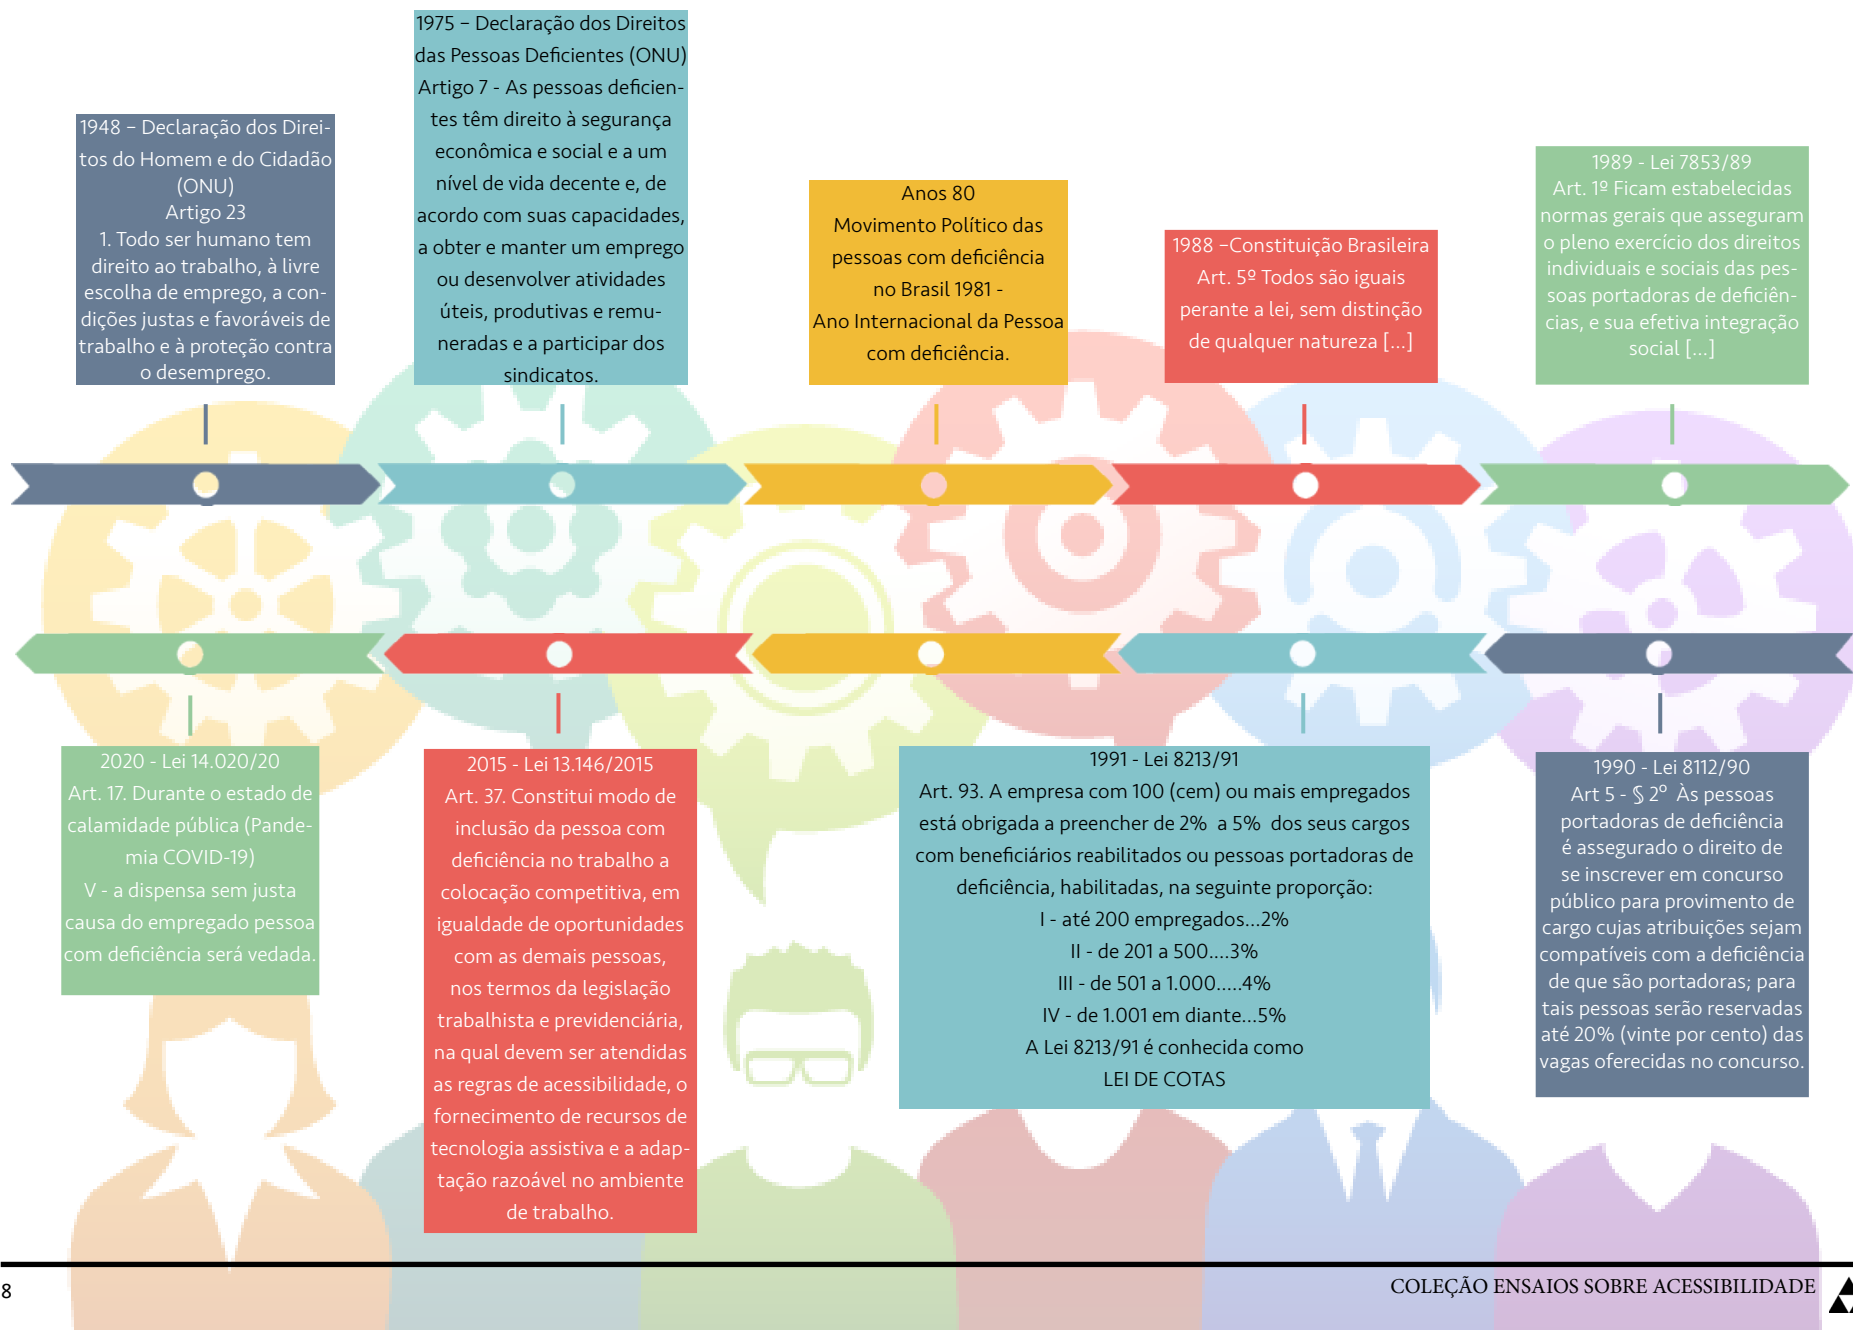 1948 – Declaração dos Direi-
tos do Homem e do Cidadão
(ONU)
Artigo 23
1. Todo ser humano tem
direito ao trabalho, à livre
escolha de emprego, a con-
dições justas e favoráveis de
trabalho e à proteção contra
o desemprego.
1975 – Declaração dos Direitos
das Pessoas Deficientes (ONU)
Artigo 7 - As pessoas deficien-
tes têm direito à segurança
econômica e social e a um
nível de vida decente e, de
acordo com suas capacidades,
a obter e manter um emprego
ou desenvolver atividades
úteis, produtivas e remu-
neradas e a participar dos
sindicatos.
Anos 80
Movimento Político das
pessoas com deficiência
no Brasil 1981 -
Ano Internacional da Pessoa
com deficiência.
1988 –Constituição Brasileira
Art. 5º Todos são iguais
perante a lei, sem distinção
de qualquer natureza [...]
1989 - Lei 7853/89
Art. 1º Ficam estabelecidas
normas gerais que asseguram
o pleno exercício dos direitos
individuais e sociais das pes-
soas portadoras de deficiên-
cias, e sua efetiva integração
social [...]
1990 - Lei 8112/90
Art 5 - § 2º Às pessoas
portadoras de deficiência
é assegurado o direito de
se inscrever em concurso
público para provimento de
cargo cujas atribuições sejam
compatíveis com a deficiência
de que são portadoras; para
tais pessoas serão reservadas
até 20% (vinte por cento) das
vagas oferecidas no concurso.
1991 - Lei 8213/91
Art. 93. A empresa com 100 (cem) ou mais empregados
está obrigada a preencher de 2% a 5% dos seus cargos
com beneficiários reabilitados ou pessoas portadoras de
deficiência, habilitadas, na seguinte proporção:
I - até 200 empregados...2%
II - de 201 a 500....3%
III - de 501 a 1.000.....4%
IV - de 1.001 em diante...5%
A Lei 8213/91 é conhecida como
LEI DE COTAS
2015 - Lei 13.146/2015
Art. 37. Constitui modo de
inclusão da pessoa com
deficiência no trabalho a
colocação competitiva, em
igualdade de oportunidades
com as demais pessoas,
nos termos da legislação
trabalhista e previdenciária,
na qual devem ser atendidas
as regras de acessibilidade, o
fornecimento de recursos de
tecnologia assistiva e a adap-
tação razoável no ambiente
de trabalho.
2020 - Lei 14.020/20
Art. 17. Durante o estado de
calamidade pública (Pande-
mia COVID-19)
V - a dispensa sem justa
causa do empregado pessoa
com deficiência será vedada.
8
COLEÇÃO ENSAIOS SOBRE ACESSIBILIDADE